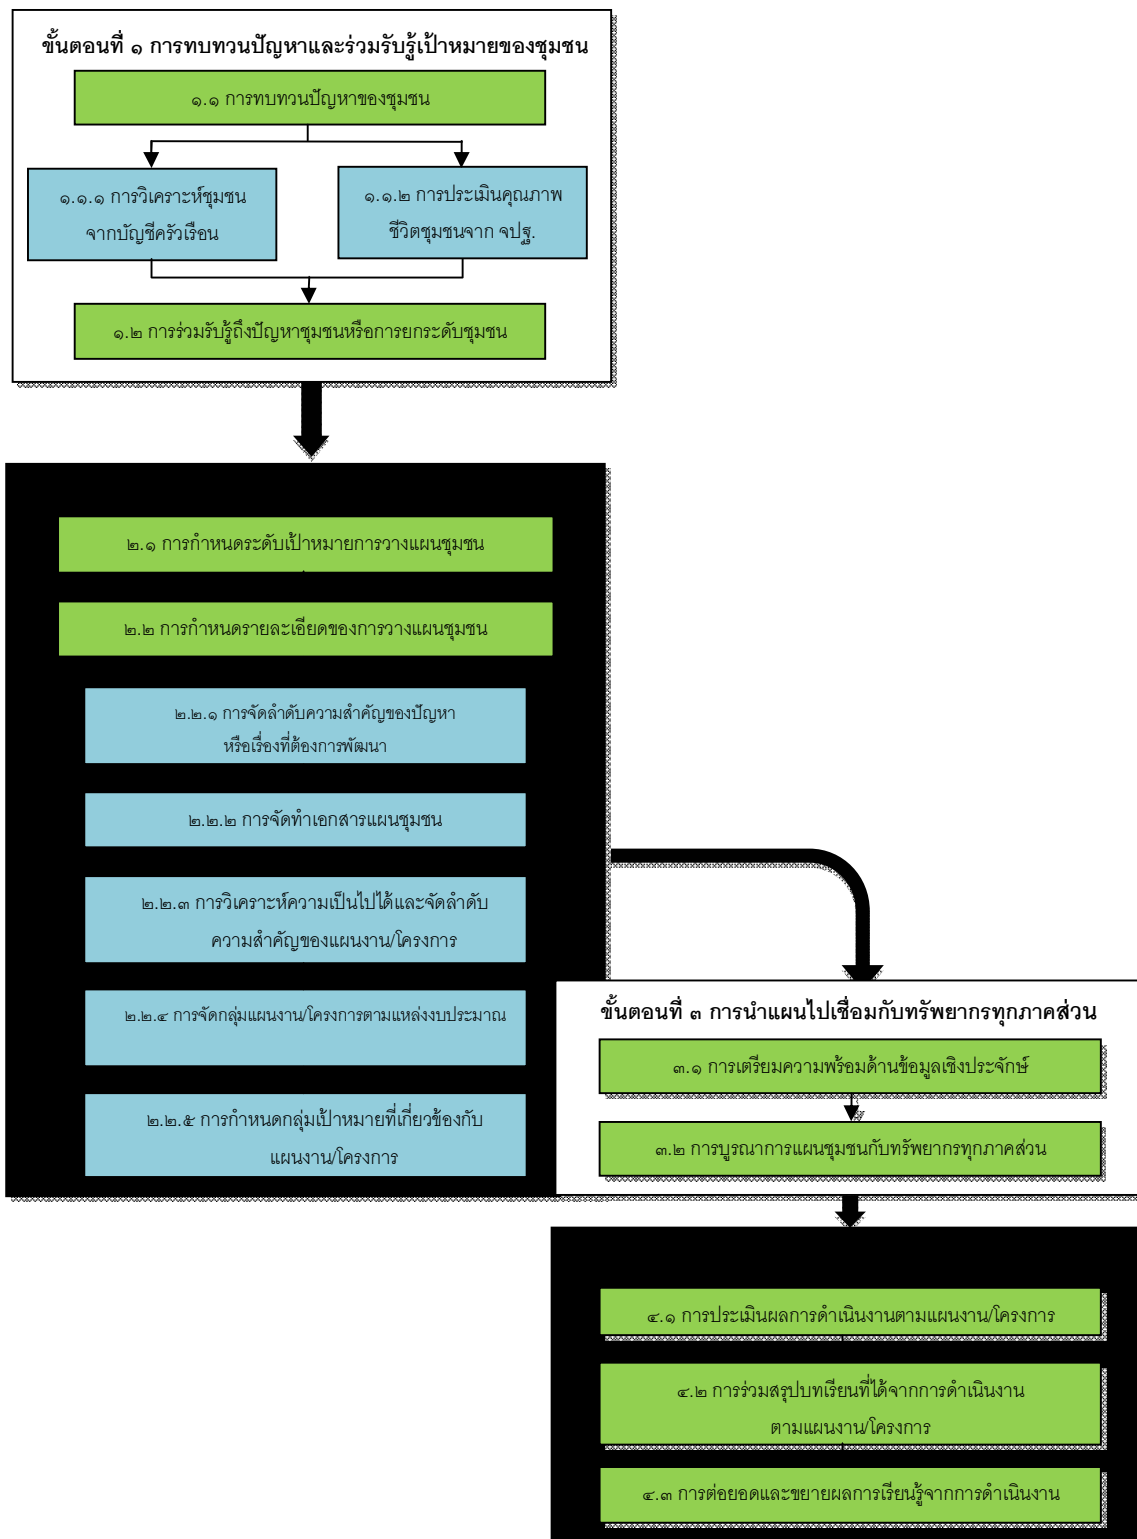 ขั้นตอนที่ ๑ การทบทวนปัญหาและร่วมรับรู้เป้าหมายของชุมชน
๑.๑ การทบทวนปัญหาของชุมชน
๑.๑.๑ การวิเคราะห์ชุมชน
จากบัญชีครัวเรือน
๑.๑.๒ การประเมินคุณภาพ
ชีวิตชุมชนจาก จปฐ.
๑.๒ การร่วมรับรู้ถึงปัญหาชุมชนหรือการยกระดับชุมชน
๒.๑ การกำหนดระดับเป้าหมายการวางแผนชุมชน
๒.๒ การกำหนดรายละเอียดของการวางแผนชุมชน
๒.๒.๑ การจัดลำดับความสำคัญของปัญหา
หรือเรื่องที่ต้องการพัฒนา
๒.๒.๒ การจัดทำเอกสารแผนชุมชน
๒.๒.๓ การวิเคราะห์ความเป็นไปได้และจัดลำดับ
ความสำคัญของแผนงาน/โครงการ
๒.๒.๔ การจัดกลุ่มแผนงาน/โครงการตามแหล่งงบประมาณ
๒.๒.๕ การกำหนดกลุ่มเป้าหมายที่เกี่ยวข้องกับ
แผนงาน/โครงการ
ขั้นตอนที่ ๓ การนำแผนไปเชื่อมกับทรัพยากรทุกภาคส่วน
๓.๑ การเตรียมความพร้อมด้านข้อมูลเชิงประจักษ์
๓.๒ การบูรณาการแผนชุมชนกับทรัพยากรทุกภาคส่วน
๔.๑ การประเมินผลการดำเนินงานตามแผนงาน/โครงการ
๔.๒ การร่วมสรุปบทเรียนที่ได้จากการดำเนินงาน
ตามแผนงาน/โครงการ
๔.๓ การต่อยอดและขยายผลการเรียนรู้จากการดำเนินงาน